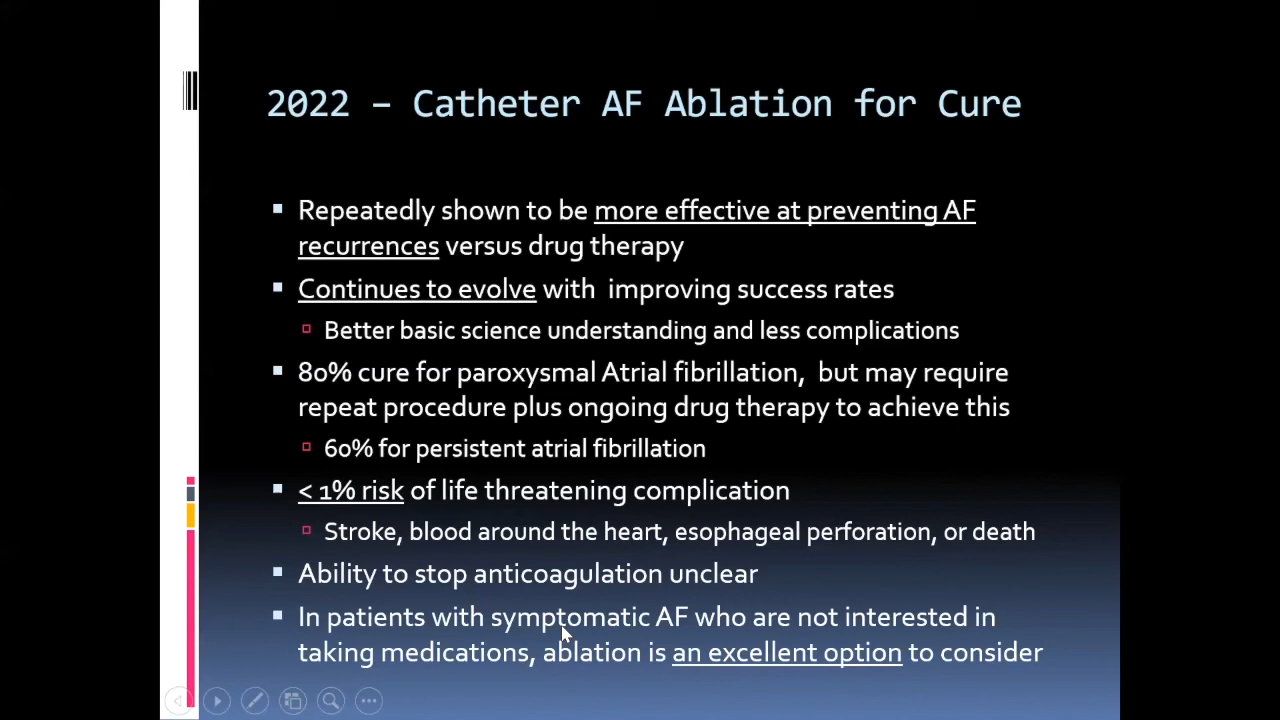 2022 – Catheter AF Ablation for Cure
Repeatedly shown to be more effective at preventing AF
recurrences versus drug therapy
Continues to evolve with improving success rates
Better basic science understanding and less complications
80% cure for paroxysmal Atrial fibrillation, but may require
repeat procedure plus ongoing drug therapy to achieve this
60% for persistent atrial fibrillation
< 1% risk of life threatening complication
Stroke, blood around the heart, esophageal perforation, or death
Ability to stop anticoagulation unclear
In patients with symptomatic AF who are not interested in
taking medications, ablation is an excellent option to consider